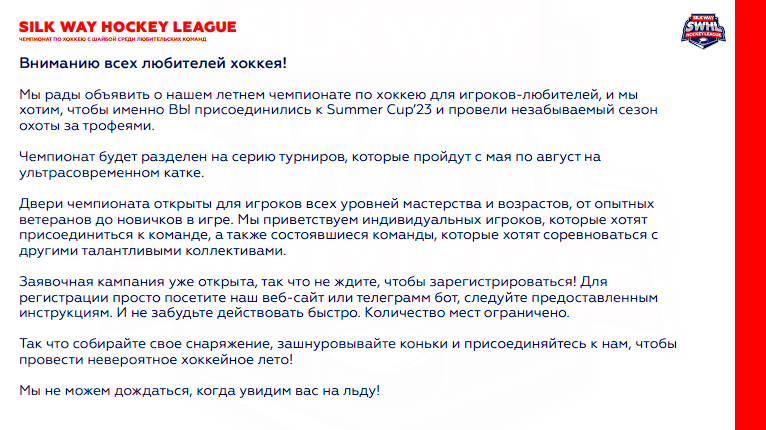 SILK WAY HOCKEY LEAGUE
ЧЕМПИОНАТ ПО ХОККЕЮ С ШАЙБОЙ СРЕДИ ЛЮБИТЕЛЬСКИХ КОМАНД
SILK WAY
SWHL
HOCKEY LEAGUE
Вниманию всех любителей хоккея!
Мы рады объявить о нашем летнем чемпионате по хоккею для игроков-любителей, и мы
хотим, чтобы именно ВЫ присоединились к Summer Cup’23 и провели незабываемый сезон
охоты за трофеями.
Чемпионат будет разделен на серию турниров, которые пройдут с мая по август на
ультрасовременном катке.
Двери чемпионата открыты для игроков всех уровней мастерства и возрастов, от опытных
ветеранов до новичков в игре. Мы приветствуем индивидуальных игроков, которые хотят
присоединиться к команде, а также состоявшиеся команды, которые хотят соревноваться с
другими талантливыми коллективами.
Заявочная кампания уже открыта, так что не ждите, чтобы зарегистрироваться! Для
регистрации просто посетите наш веб-сайт или телеграмм бот, следуйте предоставленным
инструкциям. И не забудьте действовать быстро. Количество мест ограничено.
Так что собирайте свое снаряжение, зашнуровывайте коньки и присоединяйтесь к нам, чтобы
провести невероятное хоккейное лето!
Мы не можем дождаться, когда увидим вас на льду!